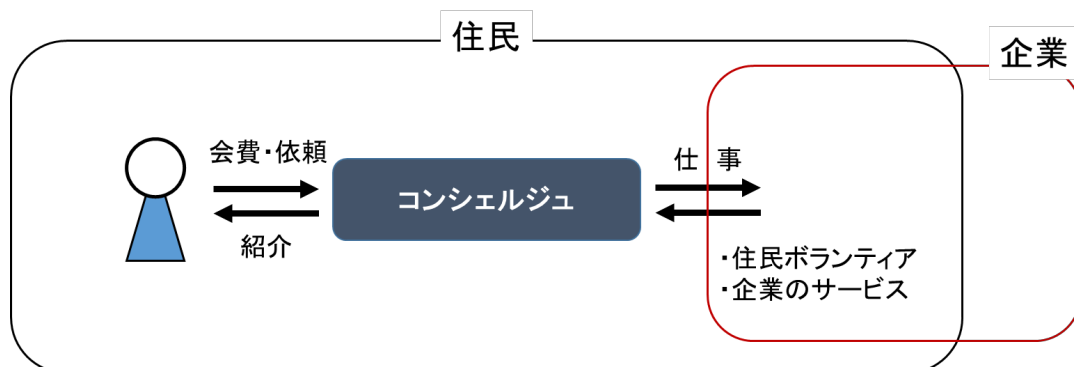 住民
企業
会費・依頼
コンシェルジュ
仕 事
紹介
・住民ボランティア
・企業のサービス